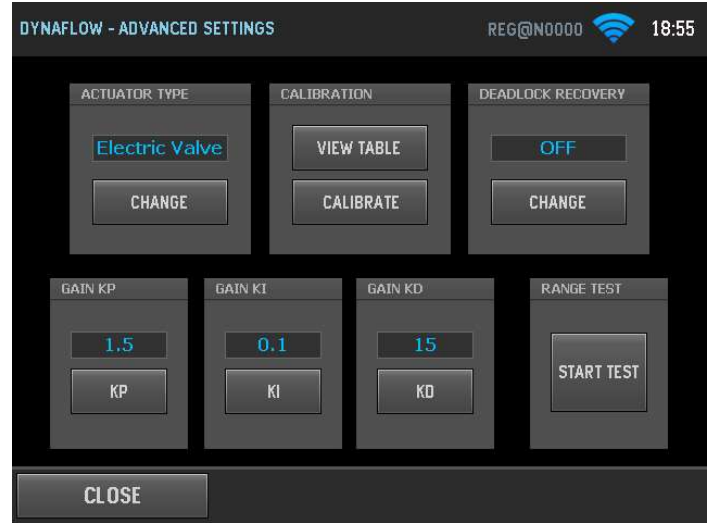 DYNAFLOW - ADVANCED SETTINGS REG@N0000 18:55
ACTUATOR TYPE CALIBRATION DEADLOCK RECOVERY
Electric Valve VIEW TABLE OFF
CHANGE CALIBRATE CHANGE
GAIN KP GAIN KI GAIN KD RANGE TEST
1.5 0.1 15
START TEST
KP KI KD
CLOSE